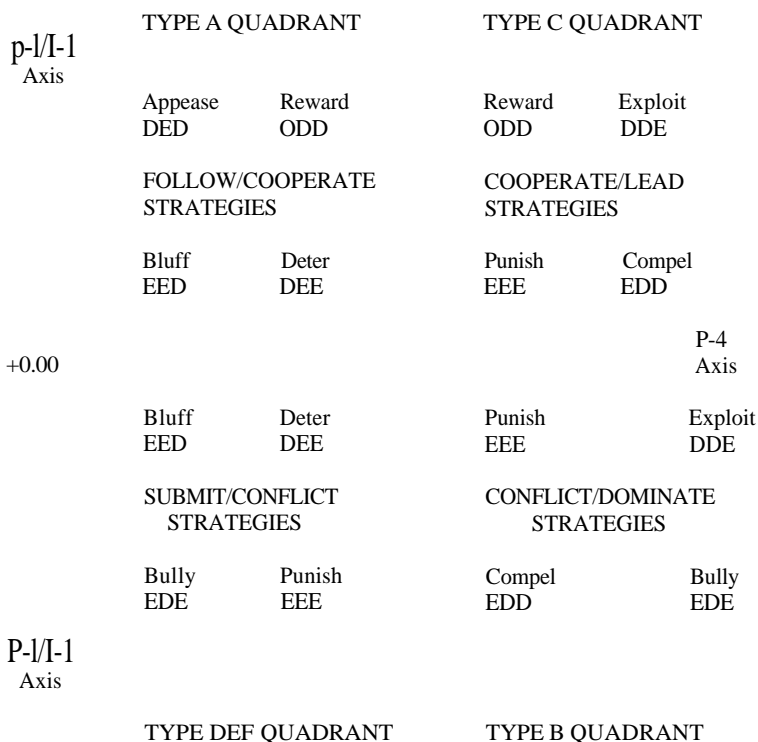 TYPE A QUADRANT TYPE C QUADRANT
p-l/I-1
Axis
Appease Reward Reward Exploit
DED ODD ODD DDE
FOLLOW/COOPERATE COOPERATE/LEAD
STRATEGIES STRATEGIES
Bluff Deter Punish Compel
EED DEE EEE EDD
P-4
+0.00 Axis
Bluff Deter Punish Exploit
EED DEE EEE DDE
SUBMIT/CONFLICT CONFLICT/DOMINATE
STRATEGIES STRATEGIES
Bully Punish Compel Bully
EDE EEE EDD EDE
P-l/I-1
Axis
TYPE DEF QUADRANT TYPE B QUADRANT